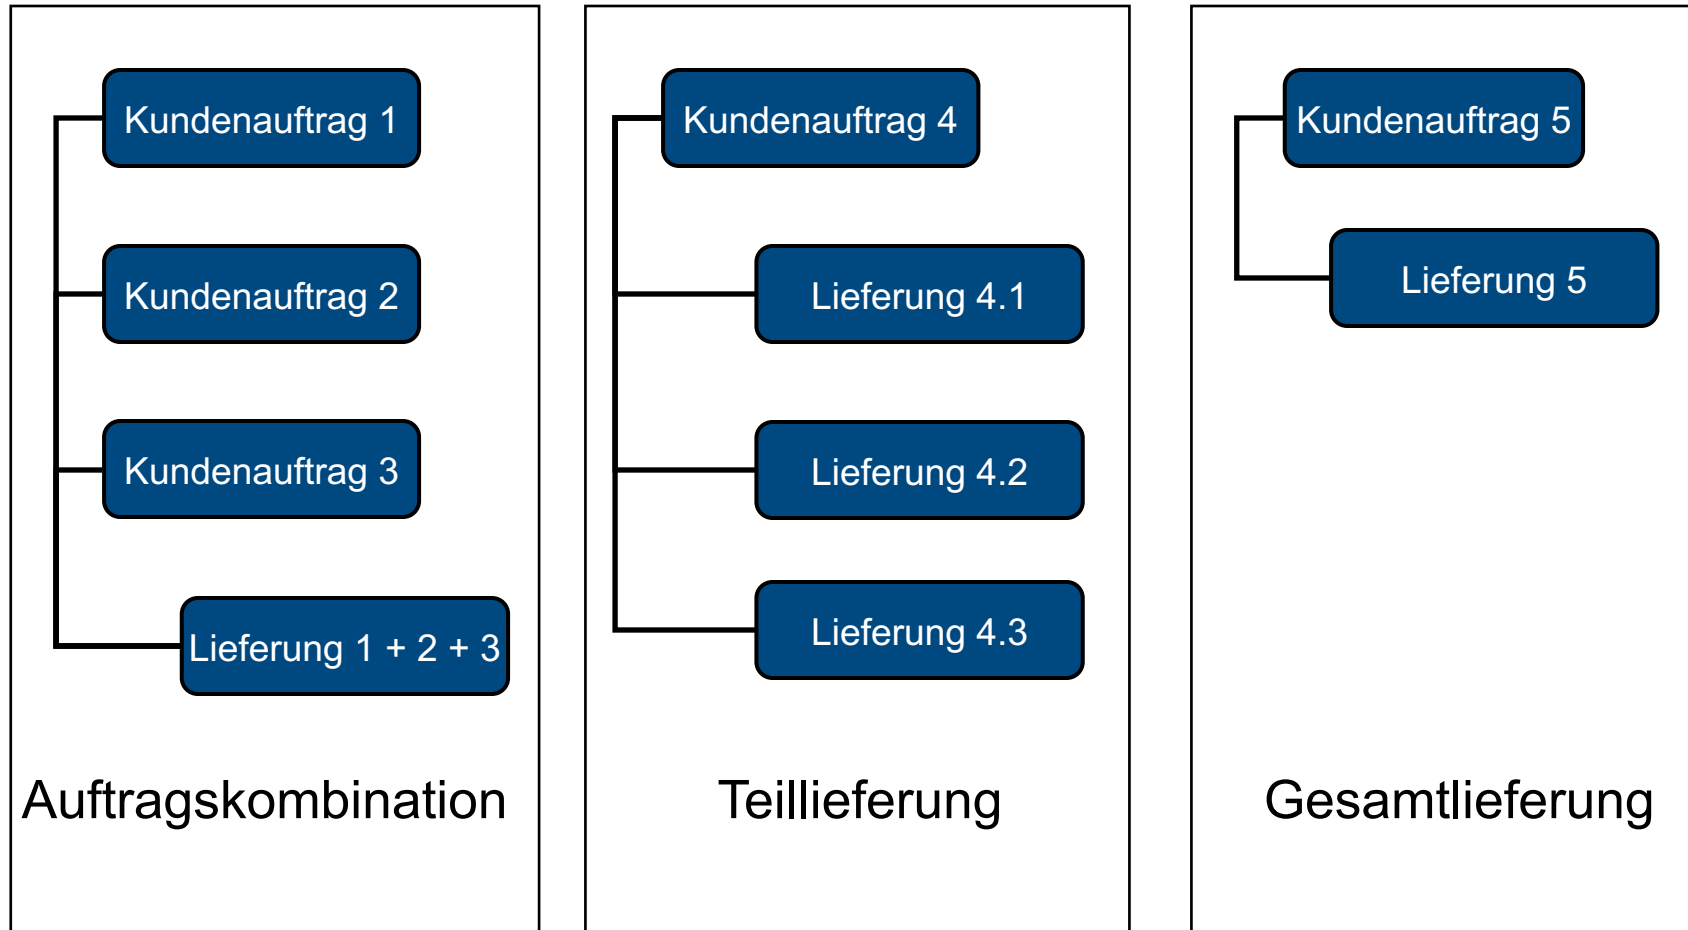 Kundenauftrag 1
Kundenauftrag 2
Kundenauftrag 3
Lieferung 1 + 2 + 3
Auftragskombination
Kundenauftrag 4
Lieferung 4.1
Lieferung 4.2
Lieferung 4.3
Teillieferung
Kundenauftrag 5
Lieferung 5
Gesamtlieferung